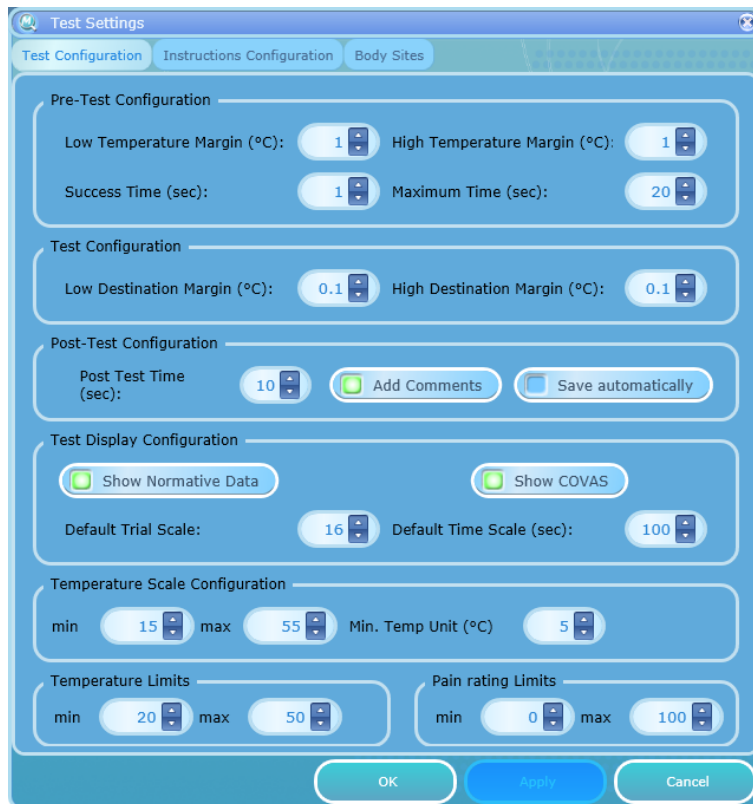 Test Settings
Test Configuration Instructions Configuration Body Sites
Pre-Test Configuration
Low Temperature Margin (°C): 1 High Temperature Margin (°C): 1
Success Time (sec): 1 Maximum Time (sec): 20
Test Configuration
Low Destination Margin (°C): 0.1 High Destination Margin (°C): 0.1
Post-Test Configuration
Post Test Time
(sec): 10 Add Comments Save automatically
Test Display Configuration
Show Normative Data Show COVAS
Default Trial Scale: 16 Default Time Scale (sec): 100
Temperature Scale Configuration
min 15 max 55 Min. Temp Unit (°C) 5
Temperature Limits Pain rating Limits
min 20 max 50 min 0 max 100
OK Apply Cancel